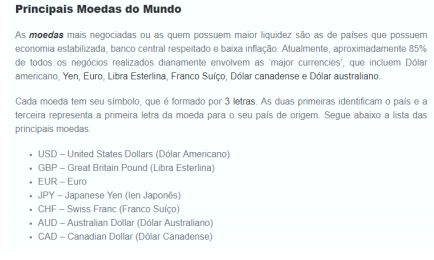 Principais Moedas do Mundo
As moedas mais negociadas ou as quem possuem maior liquidez são as de países que possuem
economia estabilizada, banco central respeitado e baixa inflação. Atualmente, aproximadamente 85%
de todos os negócios realizados dianamente envolvem as 'major currencies', que incluem Dólar
americano, Yen, Euro, Libra Esterlina, Franco Suíço, Dólar canadense e Dólar australiano.
Cada moeda tem seu símbolo, que é formado por 3 letras. As duas primeiras identificam o país e a
terceira representa a primeira letra da moeda para o seu país de origem. Segue abaixo a lista das
principais moedas.
• USD – United States Dollars (Dólar Americano)
• GBP – Great Britain Pound (Libra Esterlina)
• EUR – Euro
• JPY – Japanese Yen (Ien Japonês)
• CHF – Swiss Franc (Franco Suíço)
• AUD – Australian Dollar (Dólar Australiano)
• CAD – Canadian Dollar (Dólar Canadense)